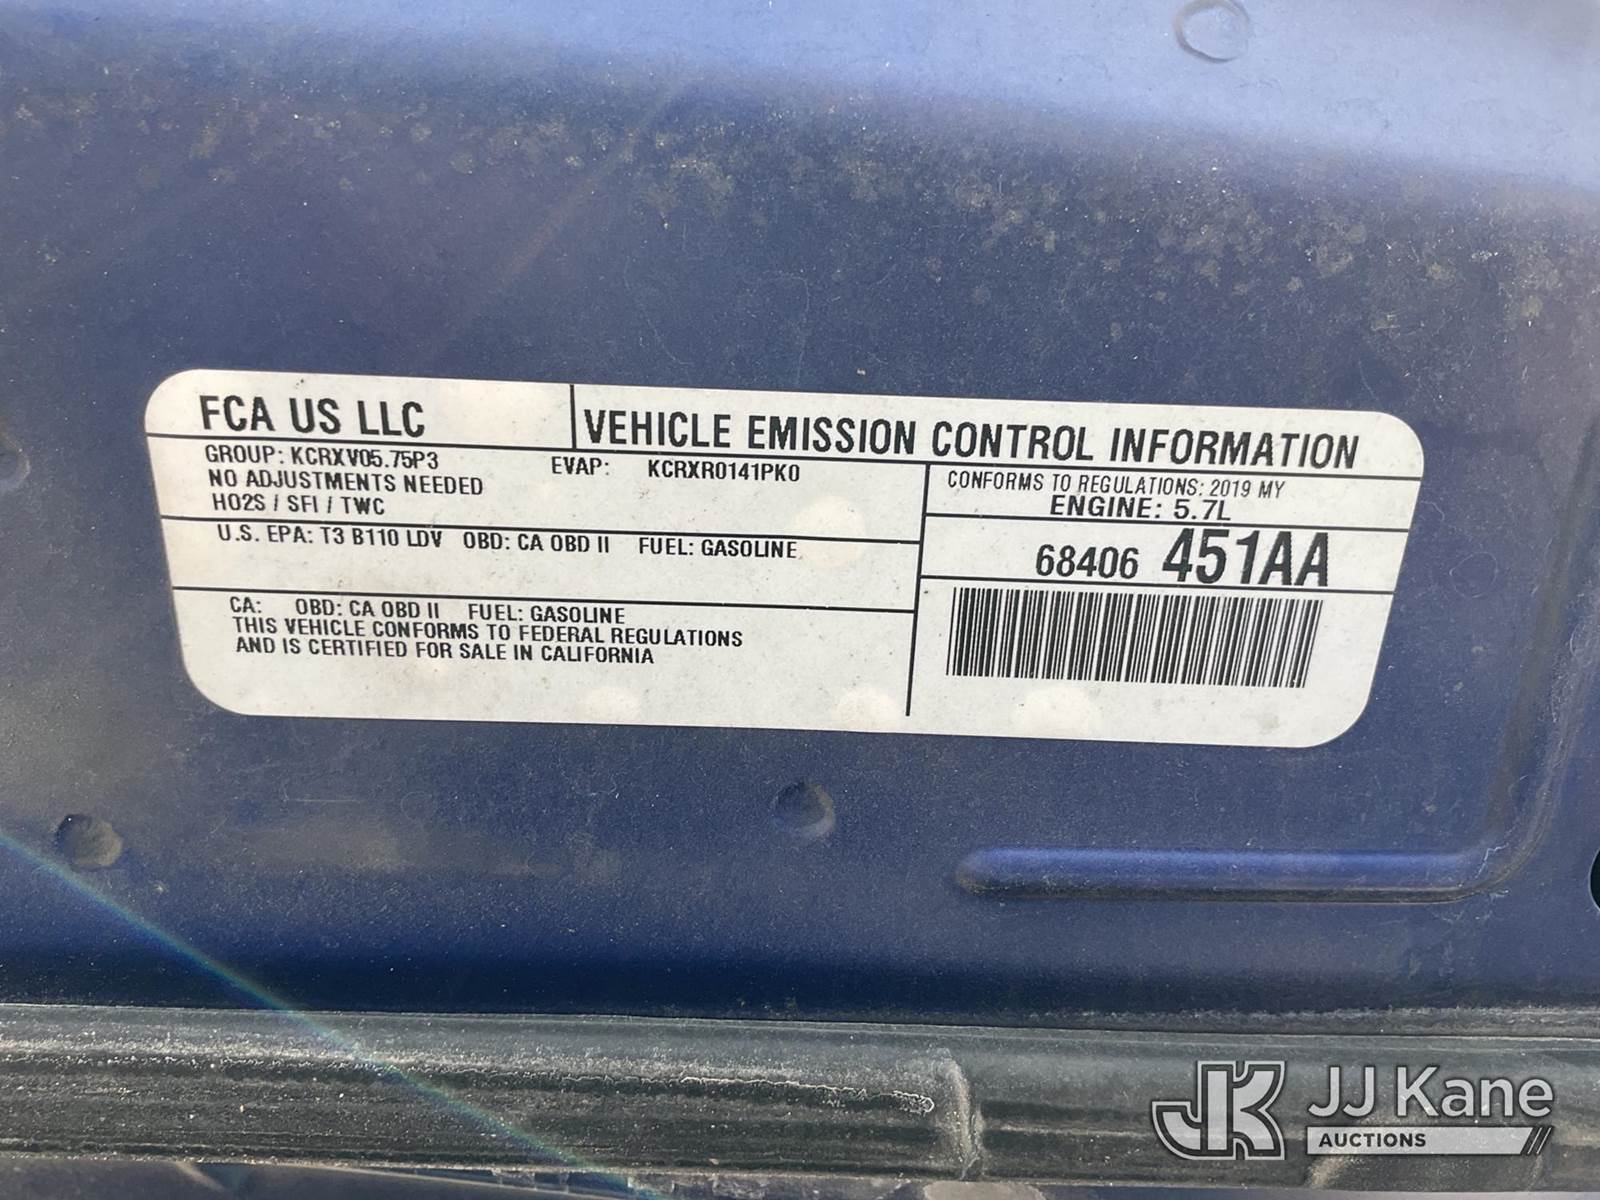 FCA US LLC
VEHICLE EMISSION CONTROL INFORMATION
GROUP: KCRXV05.75P3 EVAP: KCRXR0141PK0
NO ADJUSTMENTS NEEDED
HO2S / SFI / TWC
CONFORMS TO REGULATIONS: 2019 MY
ENGINE: 5.7L
U.S. EPA: T3 B110 LDV OBD: CA OBD II FUEL: GASOLINE
68406 451AA
CA: OBD: CA OBD II FUEL: GASOLINE
THIS VEHICLE CONFORMS TO FEDERAL REGULATIONS
AND IS CERTIFIED FOR SALE IN CALIFORNIA
JK JJ Kane
AUCTIONS